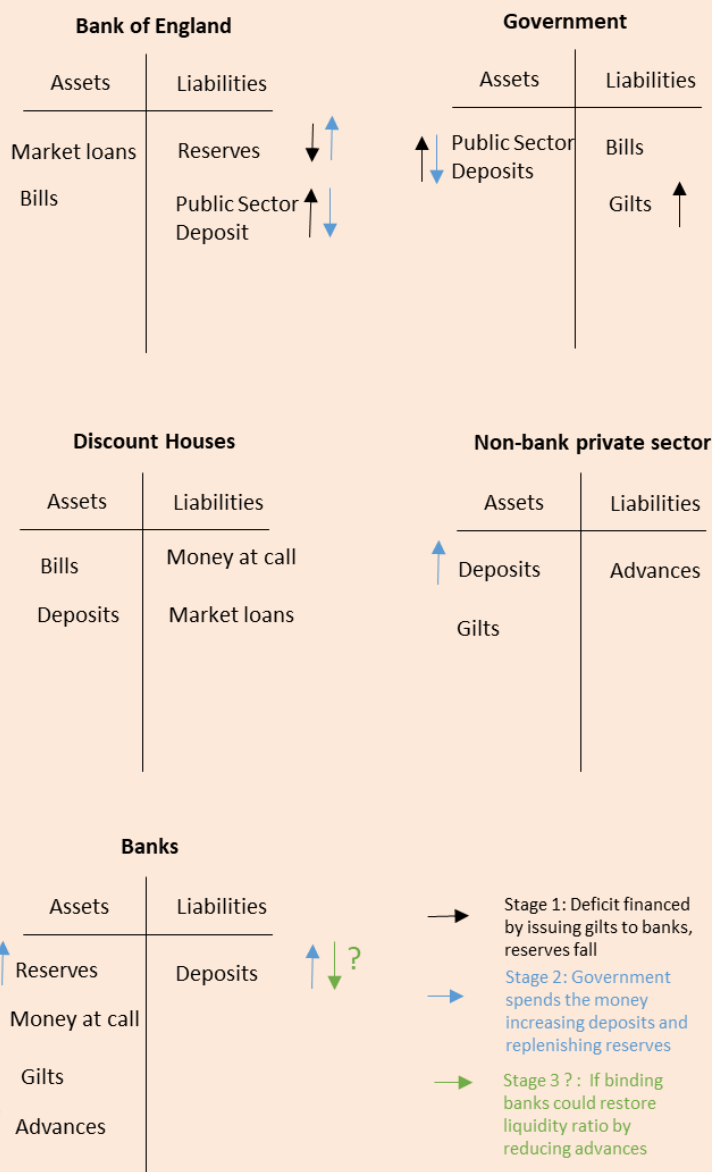 Bank of England
Assets
Liabilities
Market loans
Reserves
Bills
Public Sector
Deposit
Government
Assets
Liabilities
Public Sector
Deposits
Bills
Gilts
Discount Houses
Assets
Liabilities
Bills
Money at call
Deposits
Market loans
Non-bank private sector
Assets
Liabilities
Deposits
Advances
Gilts
Banks
Assets
Liabilities
Reserves
Deposits
?
Money at call
Gilts
Advances
Stage 1: Deficit financed
by issuing gilts to banks,
reserves fall
Stage 2: Government
spends the money
increasing deposits and
replenishing reserves
Stage 3 ? : If binding
banks could restore
liquidity ratio by
reducing advances